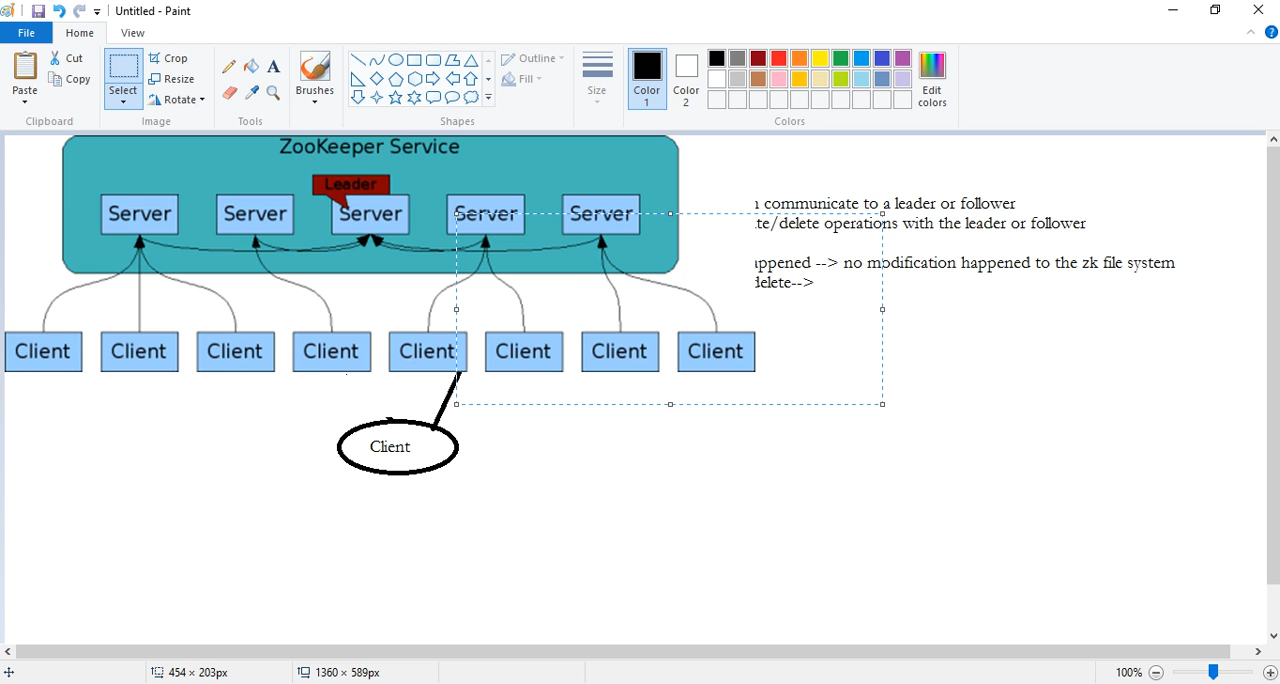 Untitled - Paint
File
Home
View
Paste
Cut
Copy
Clipboard
Select
Crop
Resize
Rotate
Image
A
Tools
Brushes
Outline
Fill
Shapes
Size
Color 1
Color 2
Edit colors
Colors
ZooKeeper Service
Leader
Server Server Server Server Server
communicate to a leader or follower
te/delete operations with the leader or follower
appened --> no modification happened to the zk file system
delete-->
Client Client Client Client Client Client Client Client
Client
454 × 203px
1360 × 589px
100%